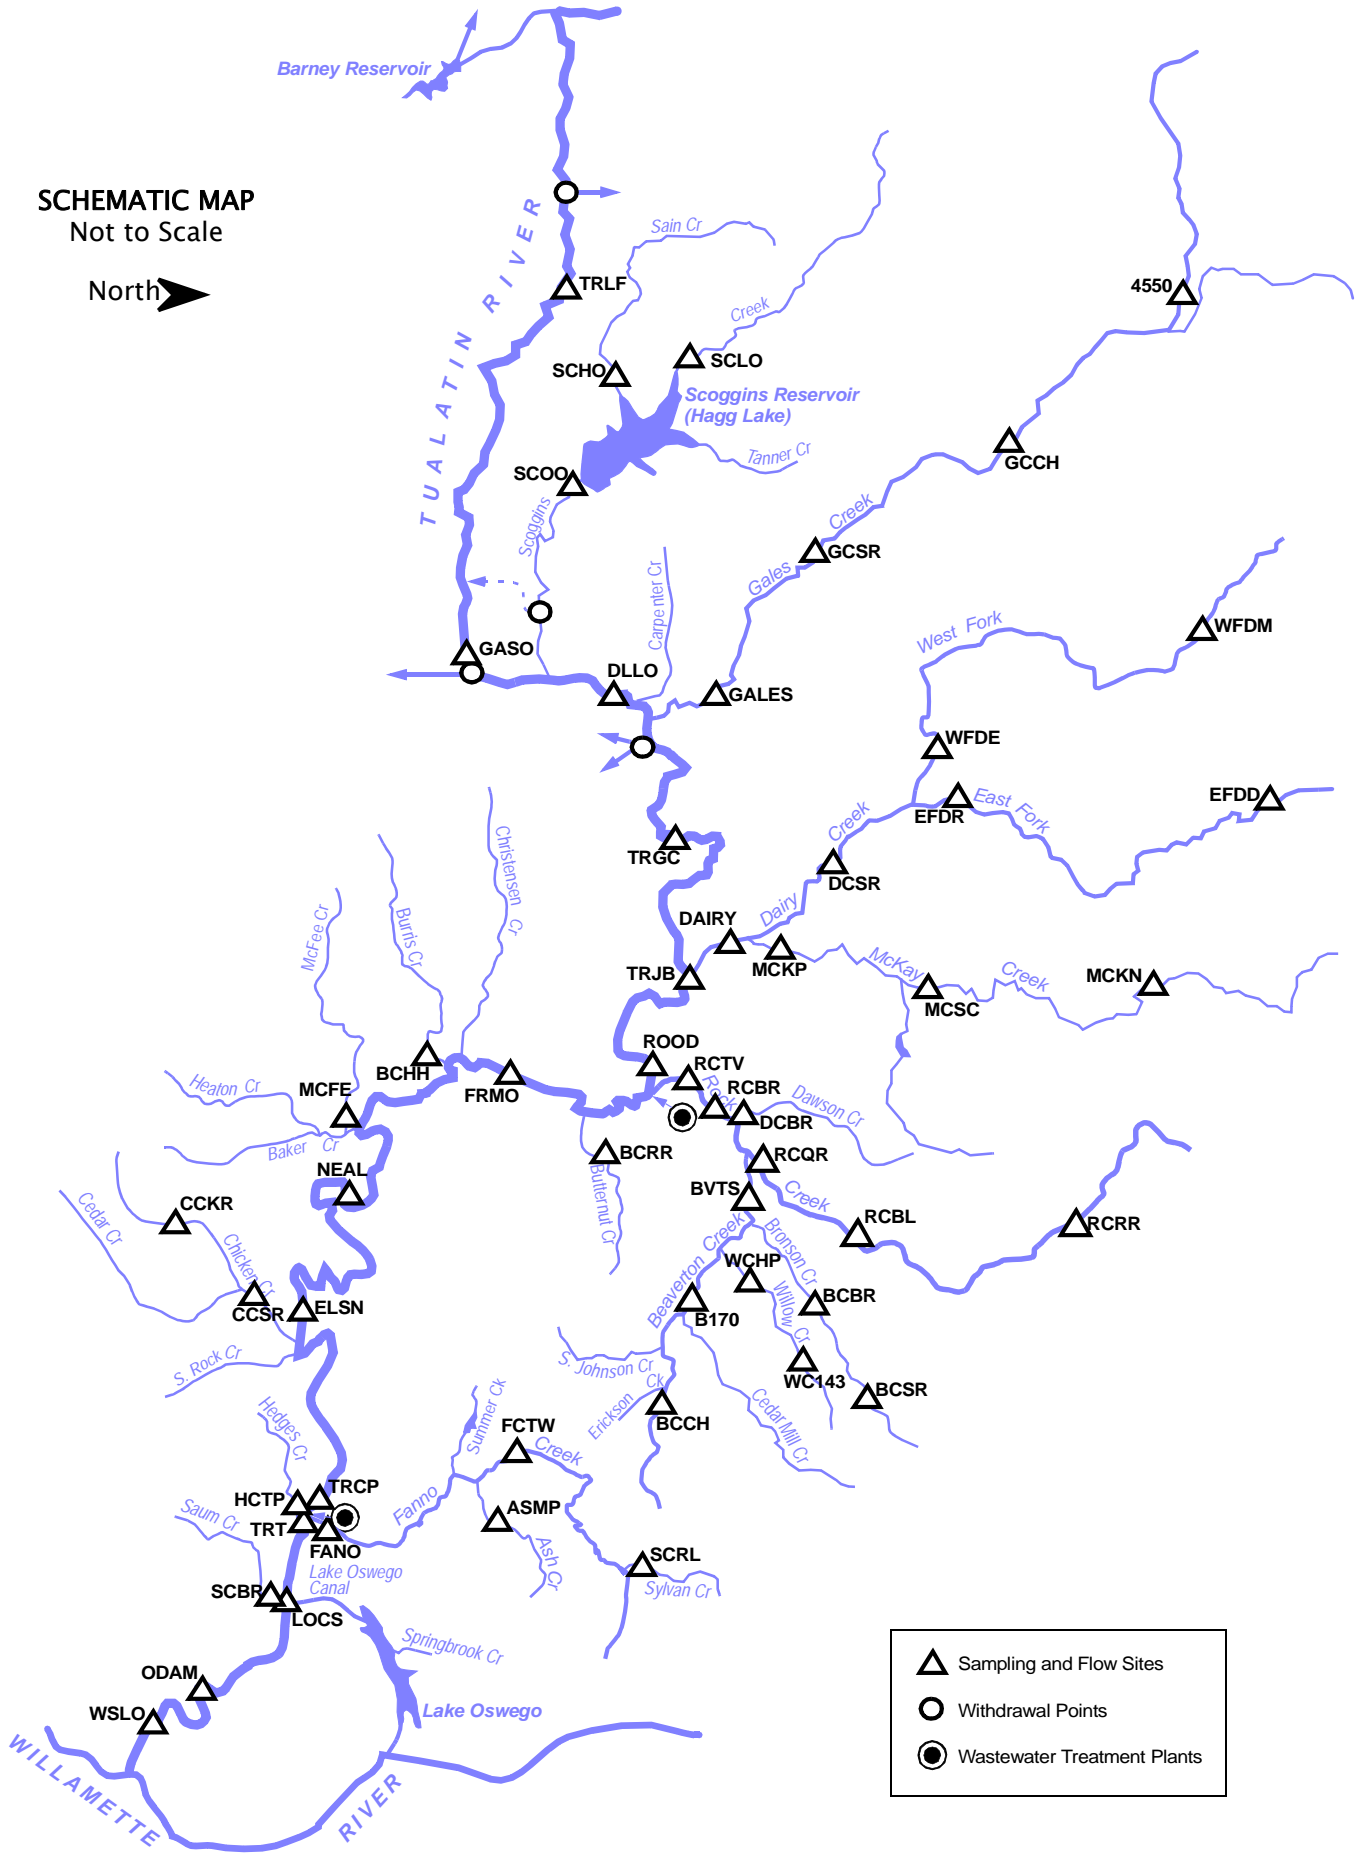 Barney Reservoir
SCHEMATIC MAP
Not to Scale
North
TUALATIN RIVER
TRLF
Sain Cr
Creek
4550
SCHO
SCLO
Scoggins Reservoir
(Hagg Lake)
Tanner Cr
GCCH
SCOO
Scoggins
Creek
GCSR
Gales
Carpenter Cr
GASO
DLLO
GALES
West Fork
WFDM
WFDE
EFDR
East Fork
EFDD
TRGC
Creek
DCSR
Dairy
DAIRY
MCKP
McKay
Creek
MCKN
MCSC
TRJB
Christensen Cr
Burris Cr
McFee Cr
ROOD
RCTV
Rock
RCBR
Dawson Cr
DCBR
BCHH
FRMO
Heaton Cr
MCFE
Baker Cr
BCRR
Butternut Cr
RCQR
BVTS
Creek
NEAL
CCKR
Cedar Cr
Chicken Cr
RCBL
RCRR
Beaverton Creek
Bronson Cr
WCHP
Willow Cr
BCBR
CCSR
ELSN
B170
S. Rock Cr
S. Johnson Cr
WC143
BCSR
Erickson Ck
BCCH
Cedar Mill Cr
Hedges Cr
Summer Ck
FCTW
Creek
HCTP
TRCP
Fanno
ASMP
Saum Cr
TRT
FANO
Ash Cr
Lake Oswego
Canal
SCRL
Sylvan Cr
SCBR
LOCS
Springbrook Cr
ODAM
WSLO
Lake Oswego
WILLAMETTE
RIVER
Sampling and Flow Sites
Withdrawal Points
Wastewater Treatment Plants